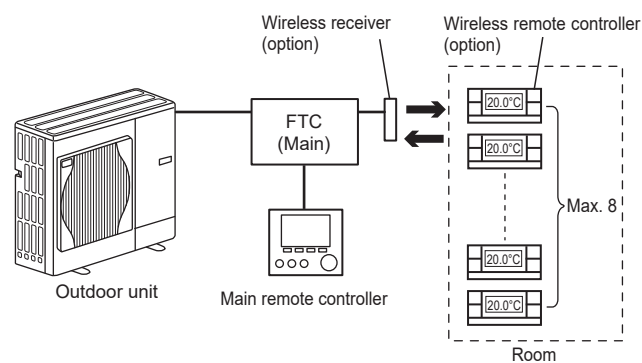 Wireless receiver
(option)
Wireless remote controller
(option)
FTC
(Main)
20.0°C
20.0°C
Max. 8
20.0°C
20.0°C
Outdoor unit
Main remote controller
Room